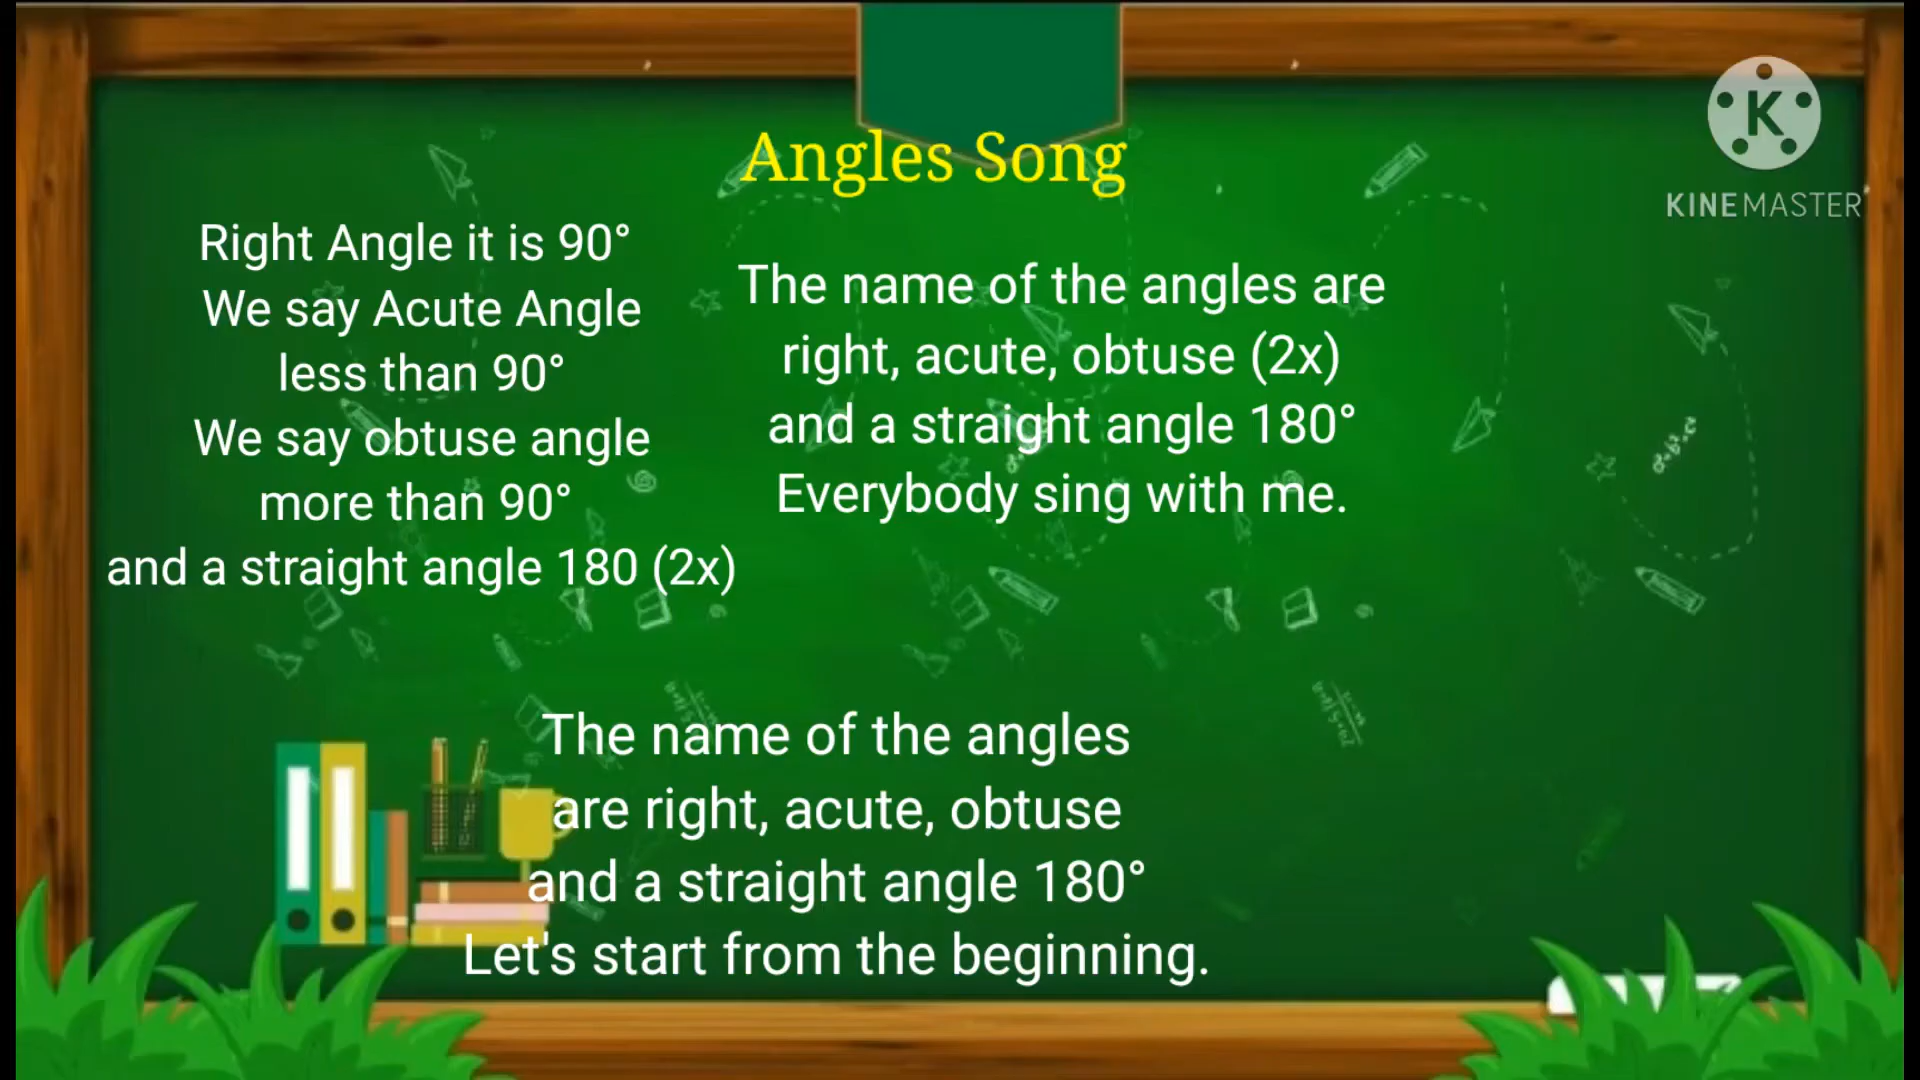 Angles Song
Right Angle it is 90°
We say Acute Angle
less than 90°
We say obtuse angle
more than 90°
and a straight angle 180 (2x)
The name of the angles are
right, acute, obtuse (2x)
and a straight angle 180°
Everybody sing with me.
The name of the angles
are right, acute, obtuse
and a straight angle 180°
Let's start from the beginning.
K
KINEMASTER